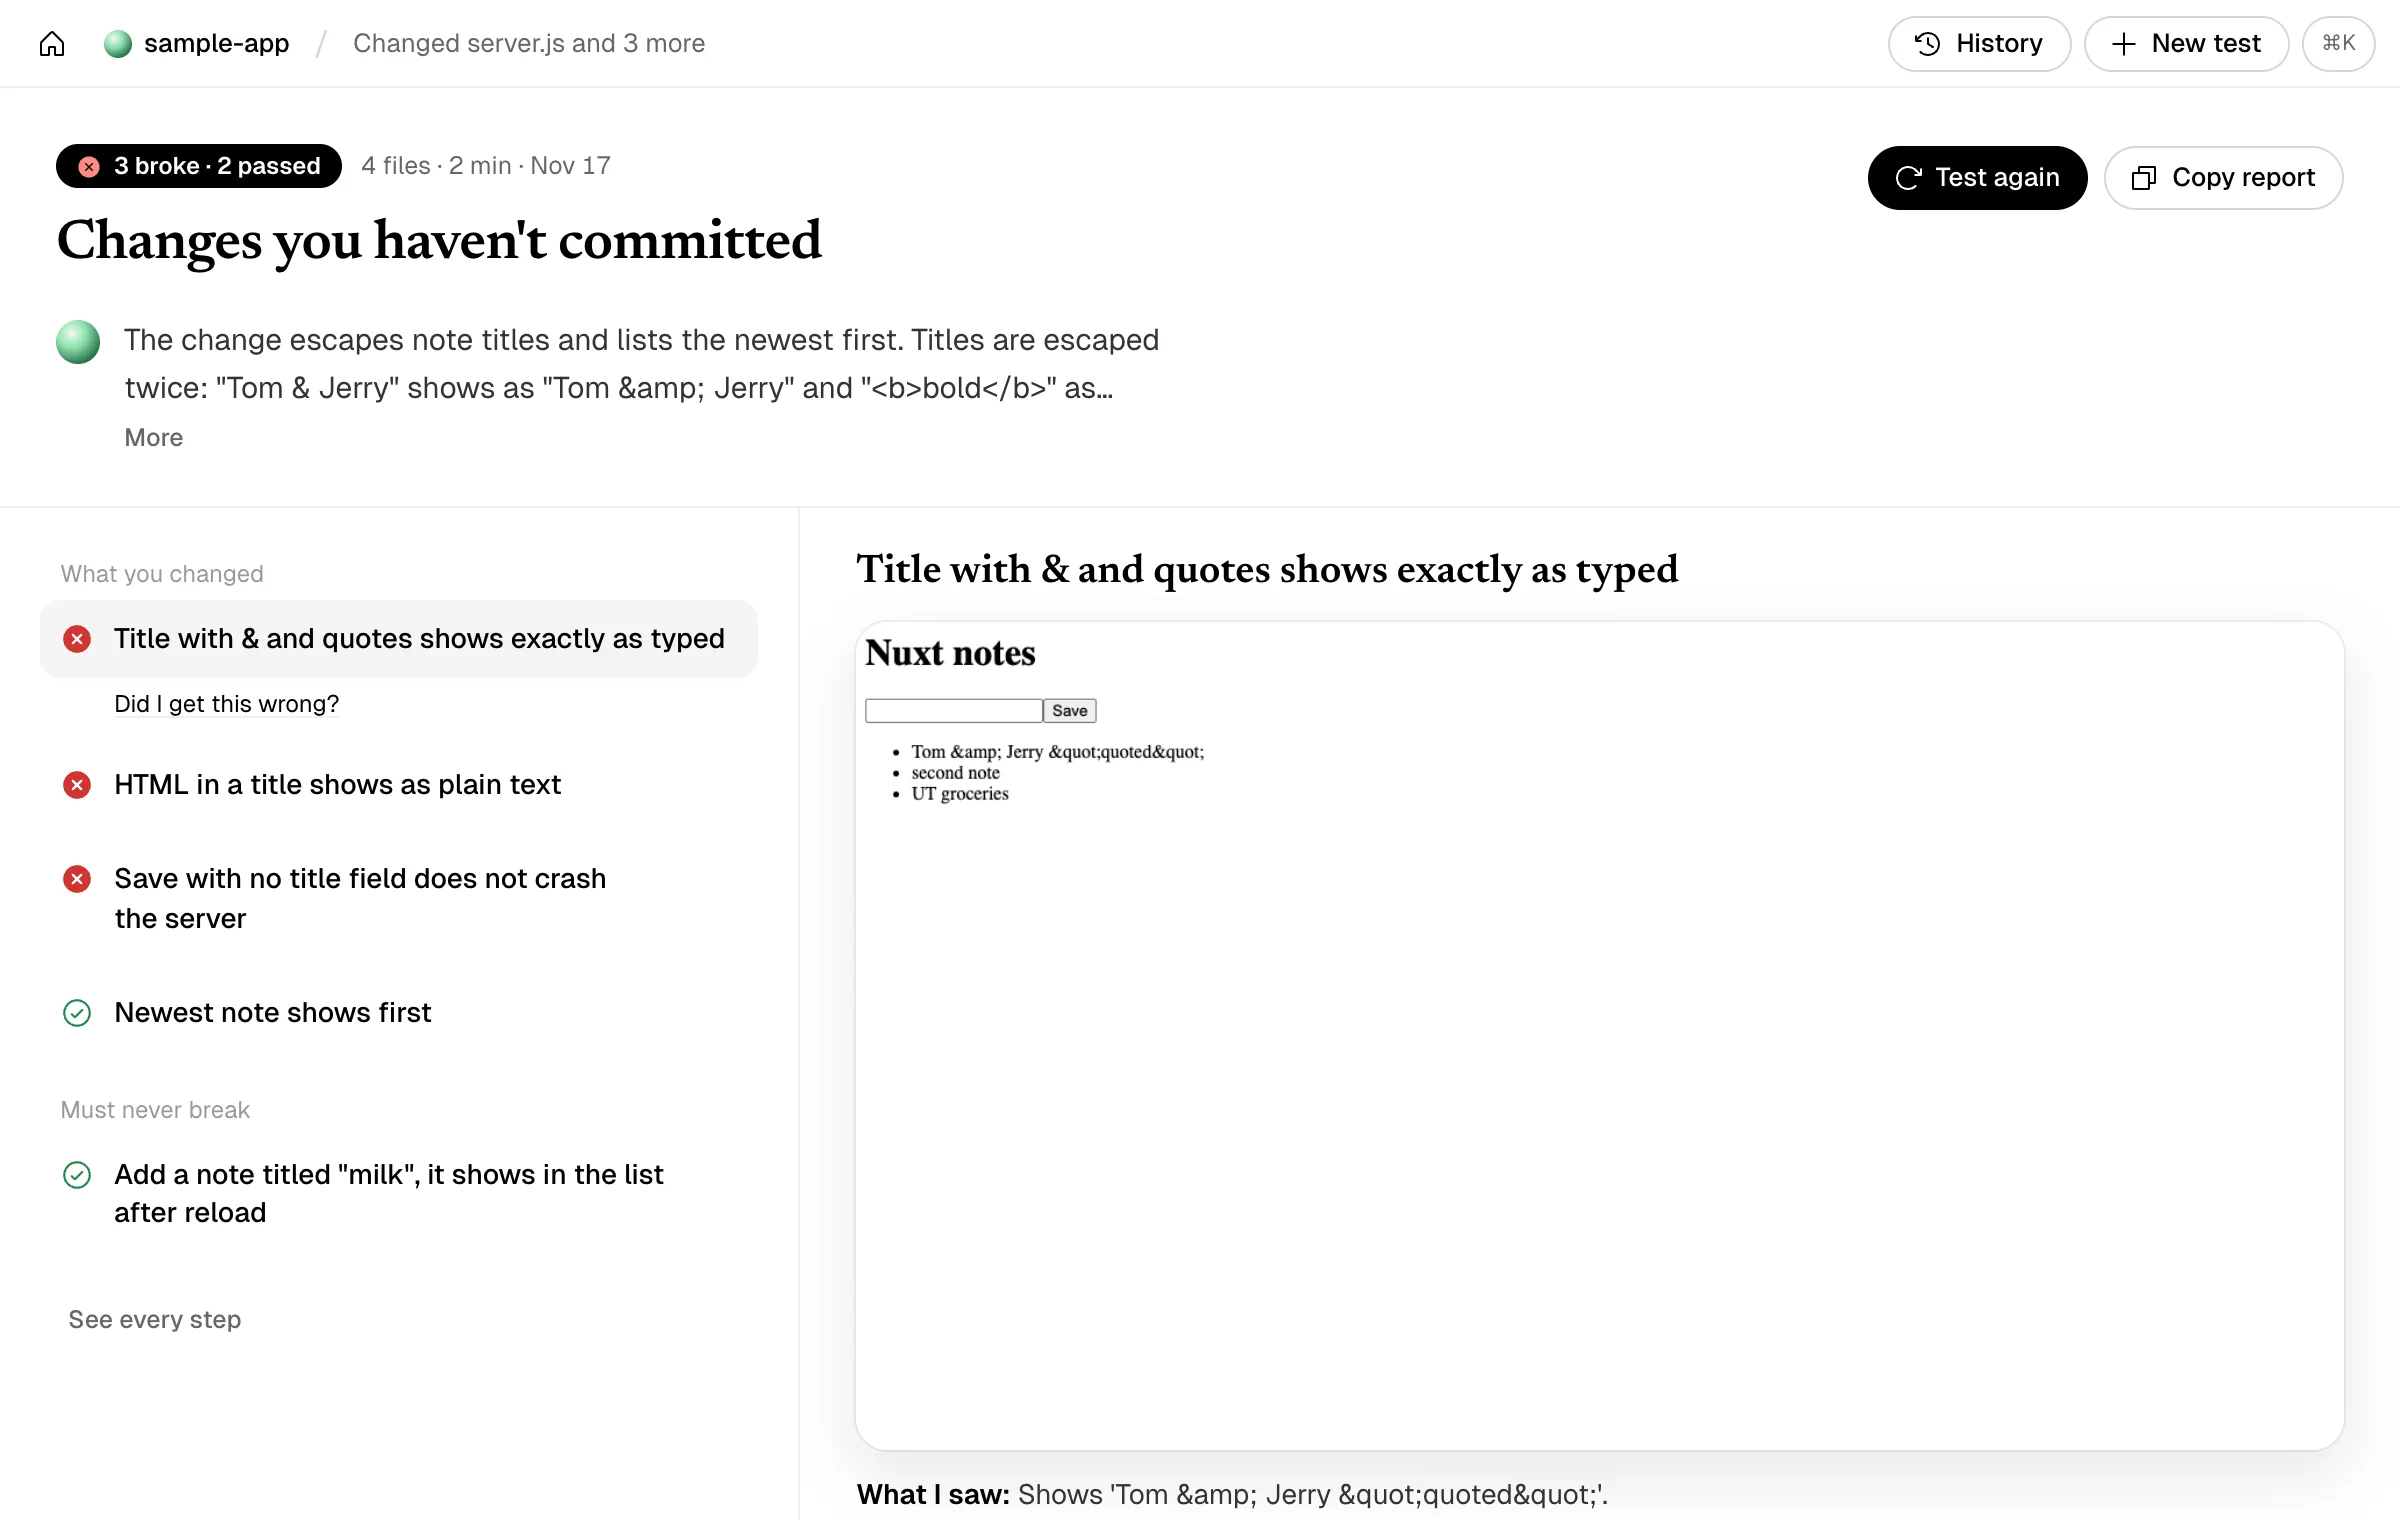 sample-app / Changed server.js and 3 more
History
New test
⌘K
3 broke · 2 passed
4 files · 2 min · Nov 17
Test again
Copy report
Changes you haven't committed
The change escapes note titles and lists the newest first. Titles are escaped
twice: "Tom & Jerry" shows as "Tom &amp; Jerry" and "<b>bold</b>" as...
More
What you changed
Title with & and quotes shows exactly as typed
Did I get this wrong?
HTML in a title shows as plain text
Save with no title field does not crash
the server
Newest note shows first
Must never break
Add a note titled "milk", it shows in the list
after reload
See every step
Title with & and quotes shows exactly as typed
Nuxt notes
Save
Tom &amp; Jerry &quot;quoted&quot;
second note
UT groceries
What I saw: Shows 'Tom &amp; Jerry &quot;quoted&quot;'.